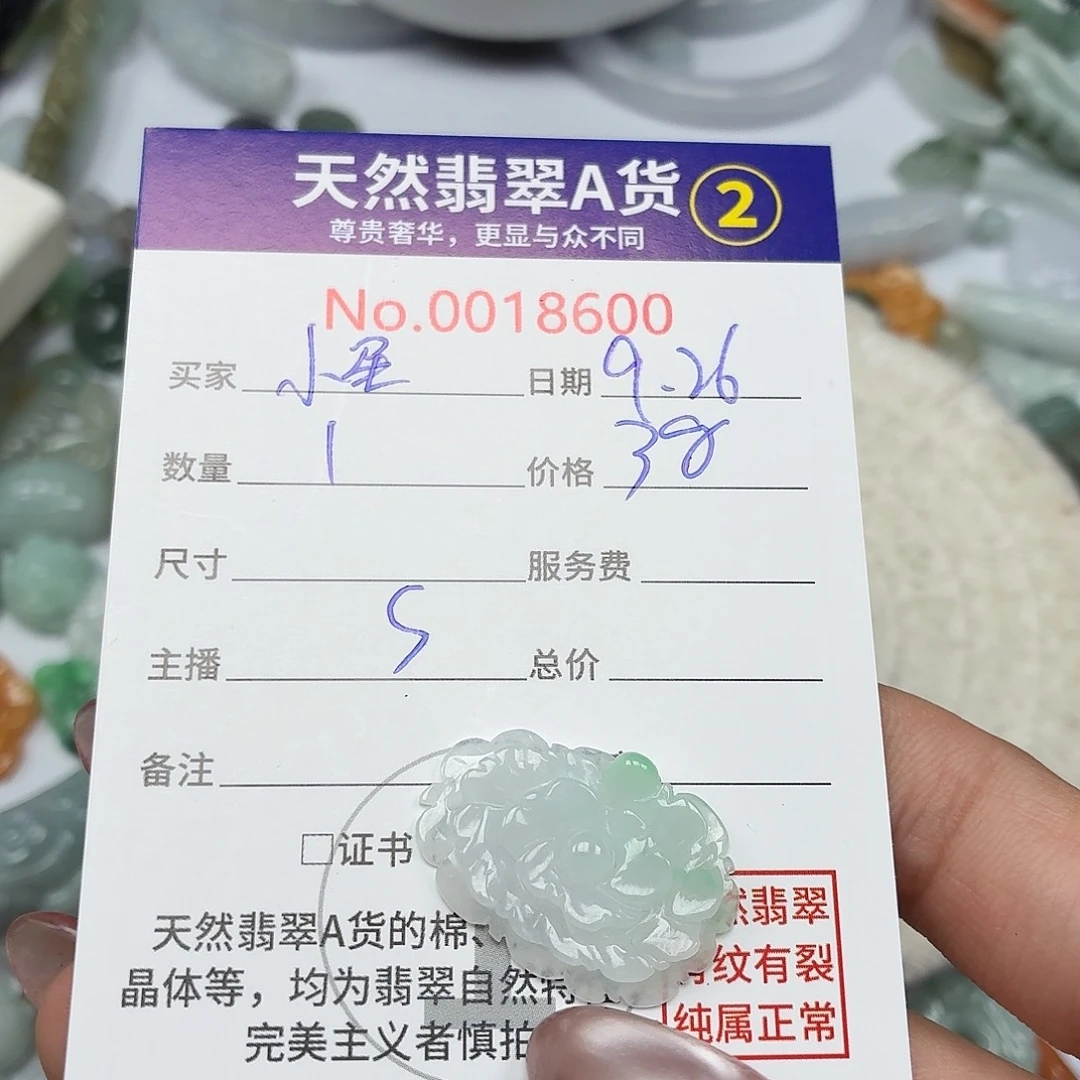 天然翡翠A货 2
尊贵奢华，更显与众不同
No.0018600
买家 小星 日期 9.26
数量 1 价格 38
尺寸 服务费
主播 5 总价
备注
□证书
天然翡翠A货的棉、
晶体等，均为翡翠自然特
完美主义者慎拍
然翡翠
有纹有裂
纯属正常